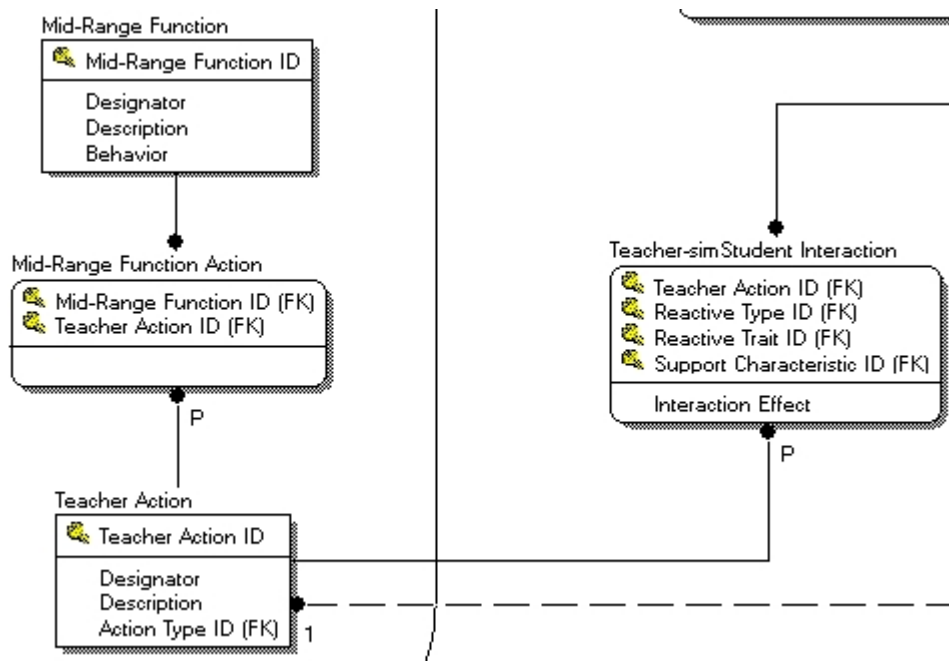 Mid-Range Function
Mid-Range Function ID
Designator
Description
Behavior
Mid-Range Function Action
Mid-Range Function ID (FK)
Teacher Action ID (FK)
P
Teacher Action
Teacher Action ID
Designator
Description
Action Type ID (FK)
1
Teacher-simStudent Interaction
Teacher Action ID (FK)
Reactive Type ID (FK)
Reactive Trait ID (FK)
Support Characteristic ID (FK)
Interaction Effect
P